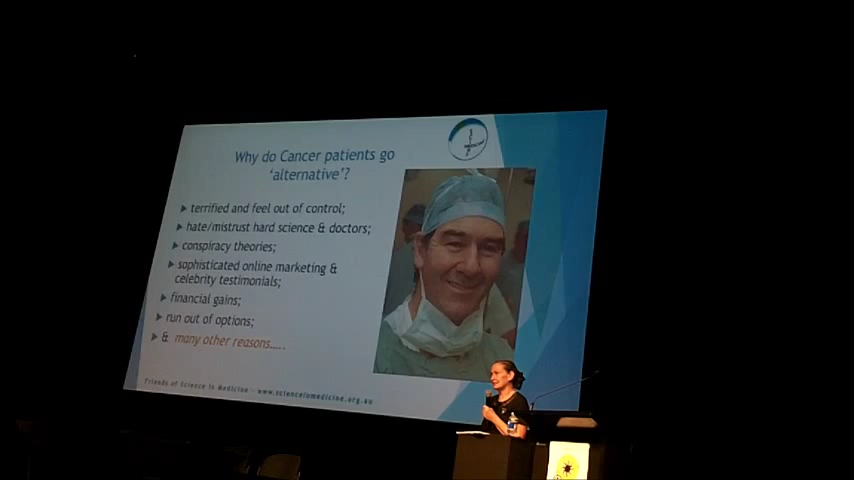 Why do Cancer patients go
'alternative'?
▶ terrified and feel out of control;
▶ hate/mistrust hard science & doctors;
▶ conspiracy theories;
▶ sophisticated online marketing &
celebrity testimonials;
▶ financial gains;
▶ run out of options;
▶ & many other reasons.....
Friends of Science in Medicine - www.scienceinmedicine.org.au